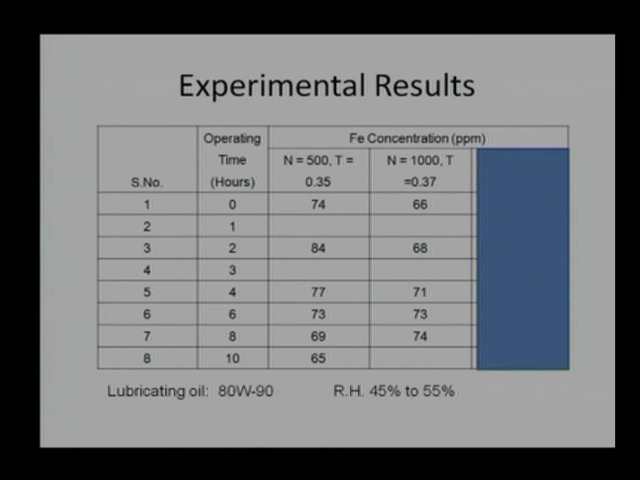 Experimental Results
Operating Time (Hours) Fe Concentration (ppm)
S.No. N = 500, T = 0.35 N = 1000, T =0.37
1 0 74 66
2 1
3 2 84 68
4 3
5 4 77 71
6 6 73 73
7 8 69 74
8 10 65
Lubricating oil: 80W-90 R.H. 45% to 55%